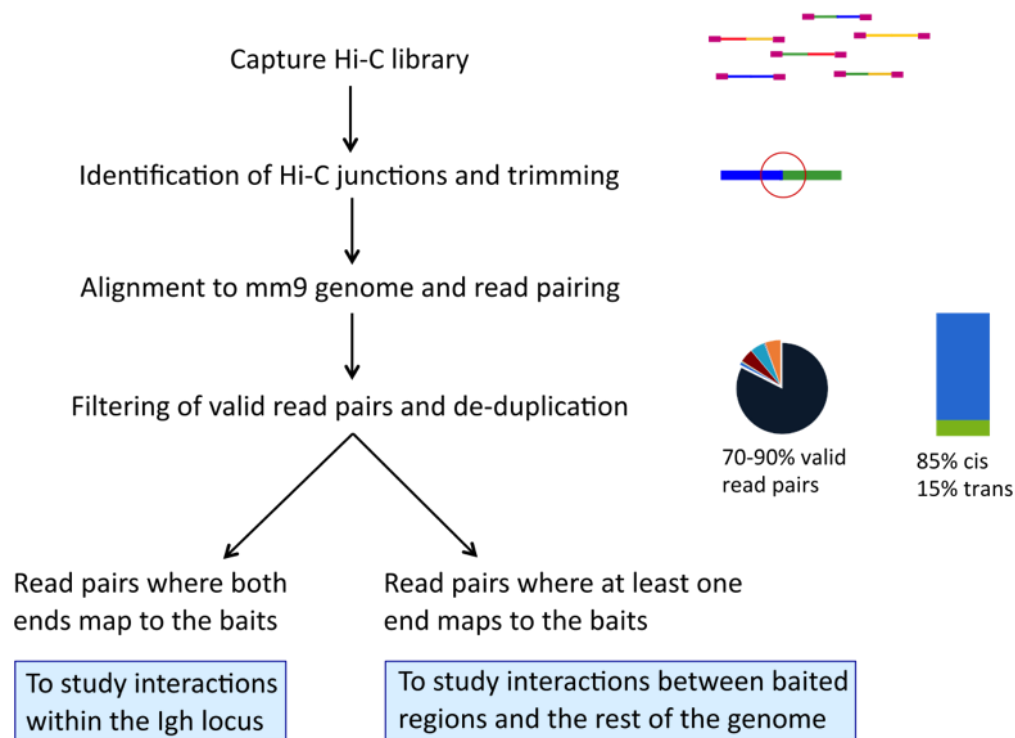 Capture Hi-C library
Identification of Hi-C junctions and trimming
Alignment to mm9 genome and read pairing
Filtering of valid read pairs and de-duplication
70-90% valid
read pairs
85% cis
15% trans
Read pairs where both
ends map to the baits
Read pairs where at least one
end maps to the baits
To study interactions
within the Igh locus
To study interactions between baited
regions and the rest of the genome